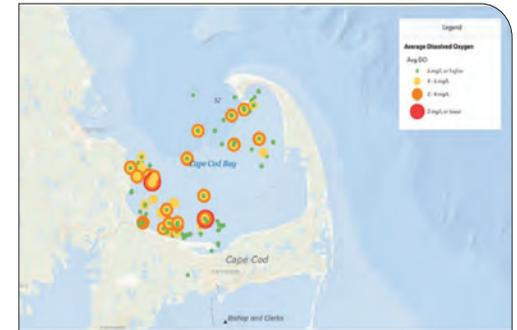 Legend
Average Dissolved Oxygen
Avg DO
6 mg/L or higher
4 - 6 mg/L
2 - 4 mg/L
2 mg/L or lower
52
Cape Cod Bay
Cape Cod
Bishop and Clerks